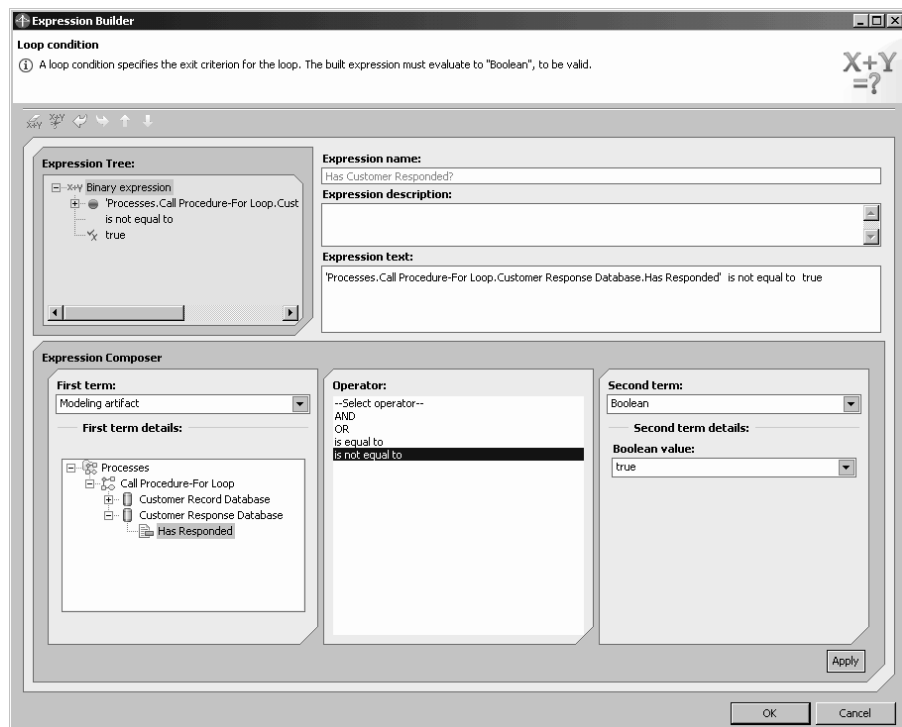 Expression Builder
Loop condition
A loop condition specifies the exit criterion for the loop. The built expression must evaluate to "Boolean", to be valid.
X+Y
=?
X+Y X+Y
Expression Tree:
X+Y Binary expression
'Processes.Call Procedure-For Loop.Cust
is not equal to
true
Expression name:
Has Customer Responded?
Expression description:
Expression text:
'Processes.Call Procedure-For Loop.Customer Response Database.Has Responded' is not equal to true
Expression Composer
First term:
Modeling artifact
First term details:
Processes
Call Procedure-For Loop
Customer Record Database
Customer Response Database
Has Responded
Operator:
--Select operator--
AND
OR
is equal to
is not equal to
Second term:
Boolean
Second term details:
Boolean value:
true
Apply
OK
Cancel